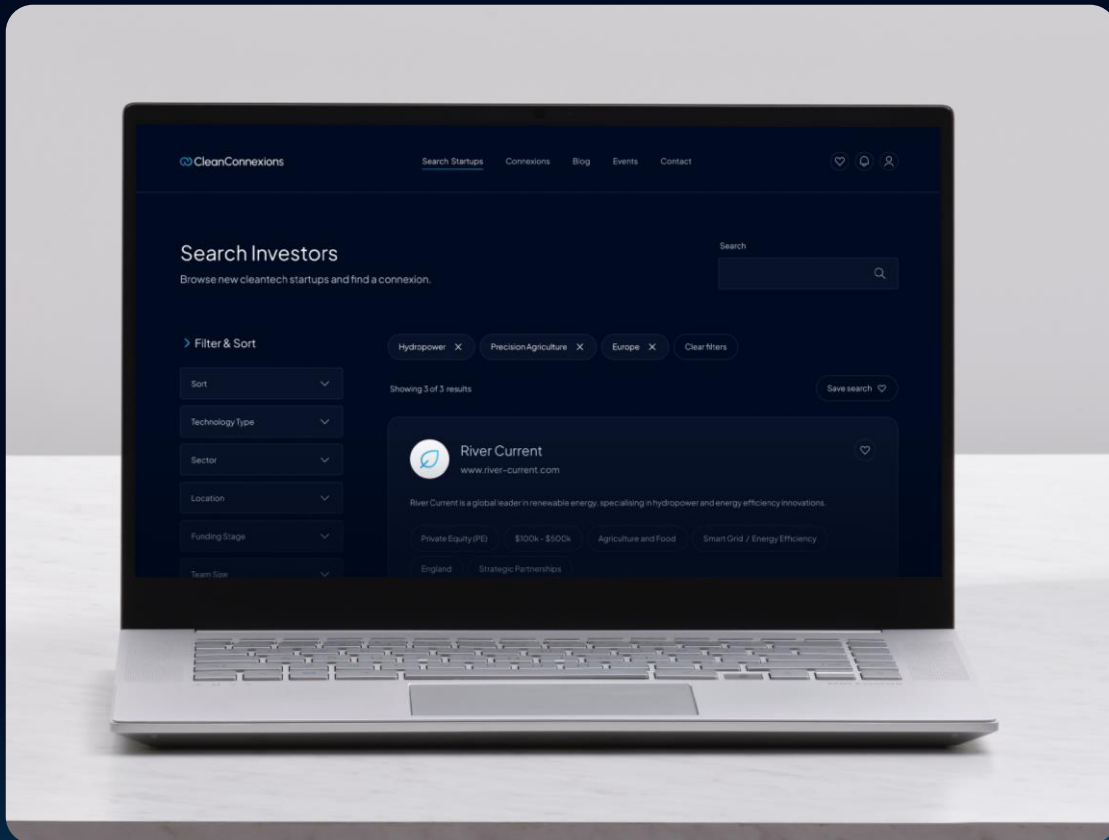 CleanConnexions
Search Startups Connexions Blog Events Contact
Search Investors
Browse new cleantech startups and find a connexion.
Search
Filter & Sort
Sort
Technology Type
Sector
Location
Funding Stage
Team Size
Hydropower Precision Agriculture Europe Clear filters
Showing 3 of 3 results
Save search
River Current
www.river-current.com
River Current is a global leader in renewable energy, specialising in hydropower and energy efficiency innovations.
Private Equity (PE) $100k - $500k Agriculture and Food Smart Grid / Energy Efficiency
England Strategic Partnerships